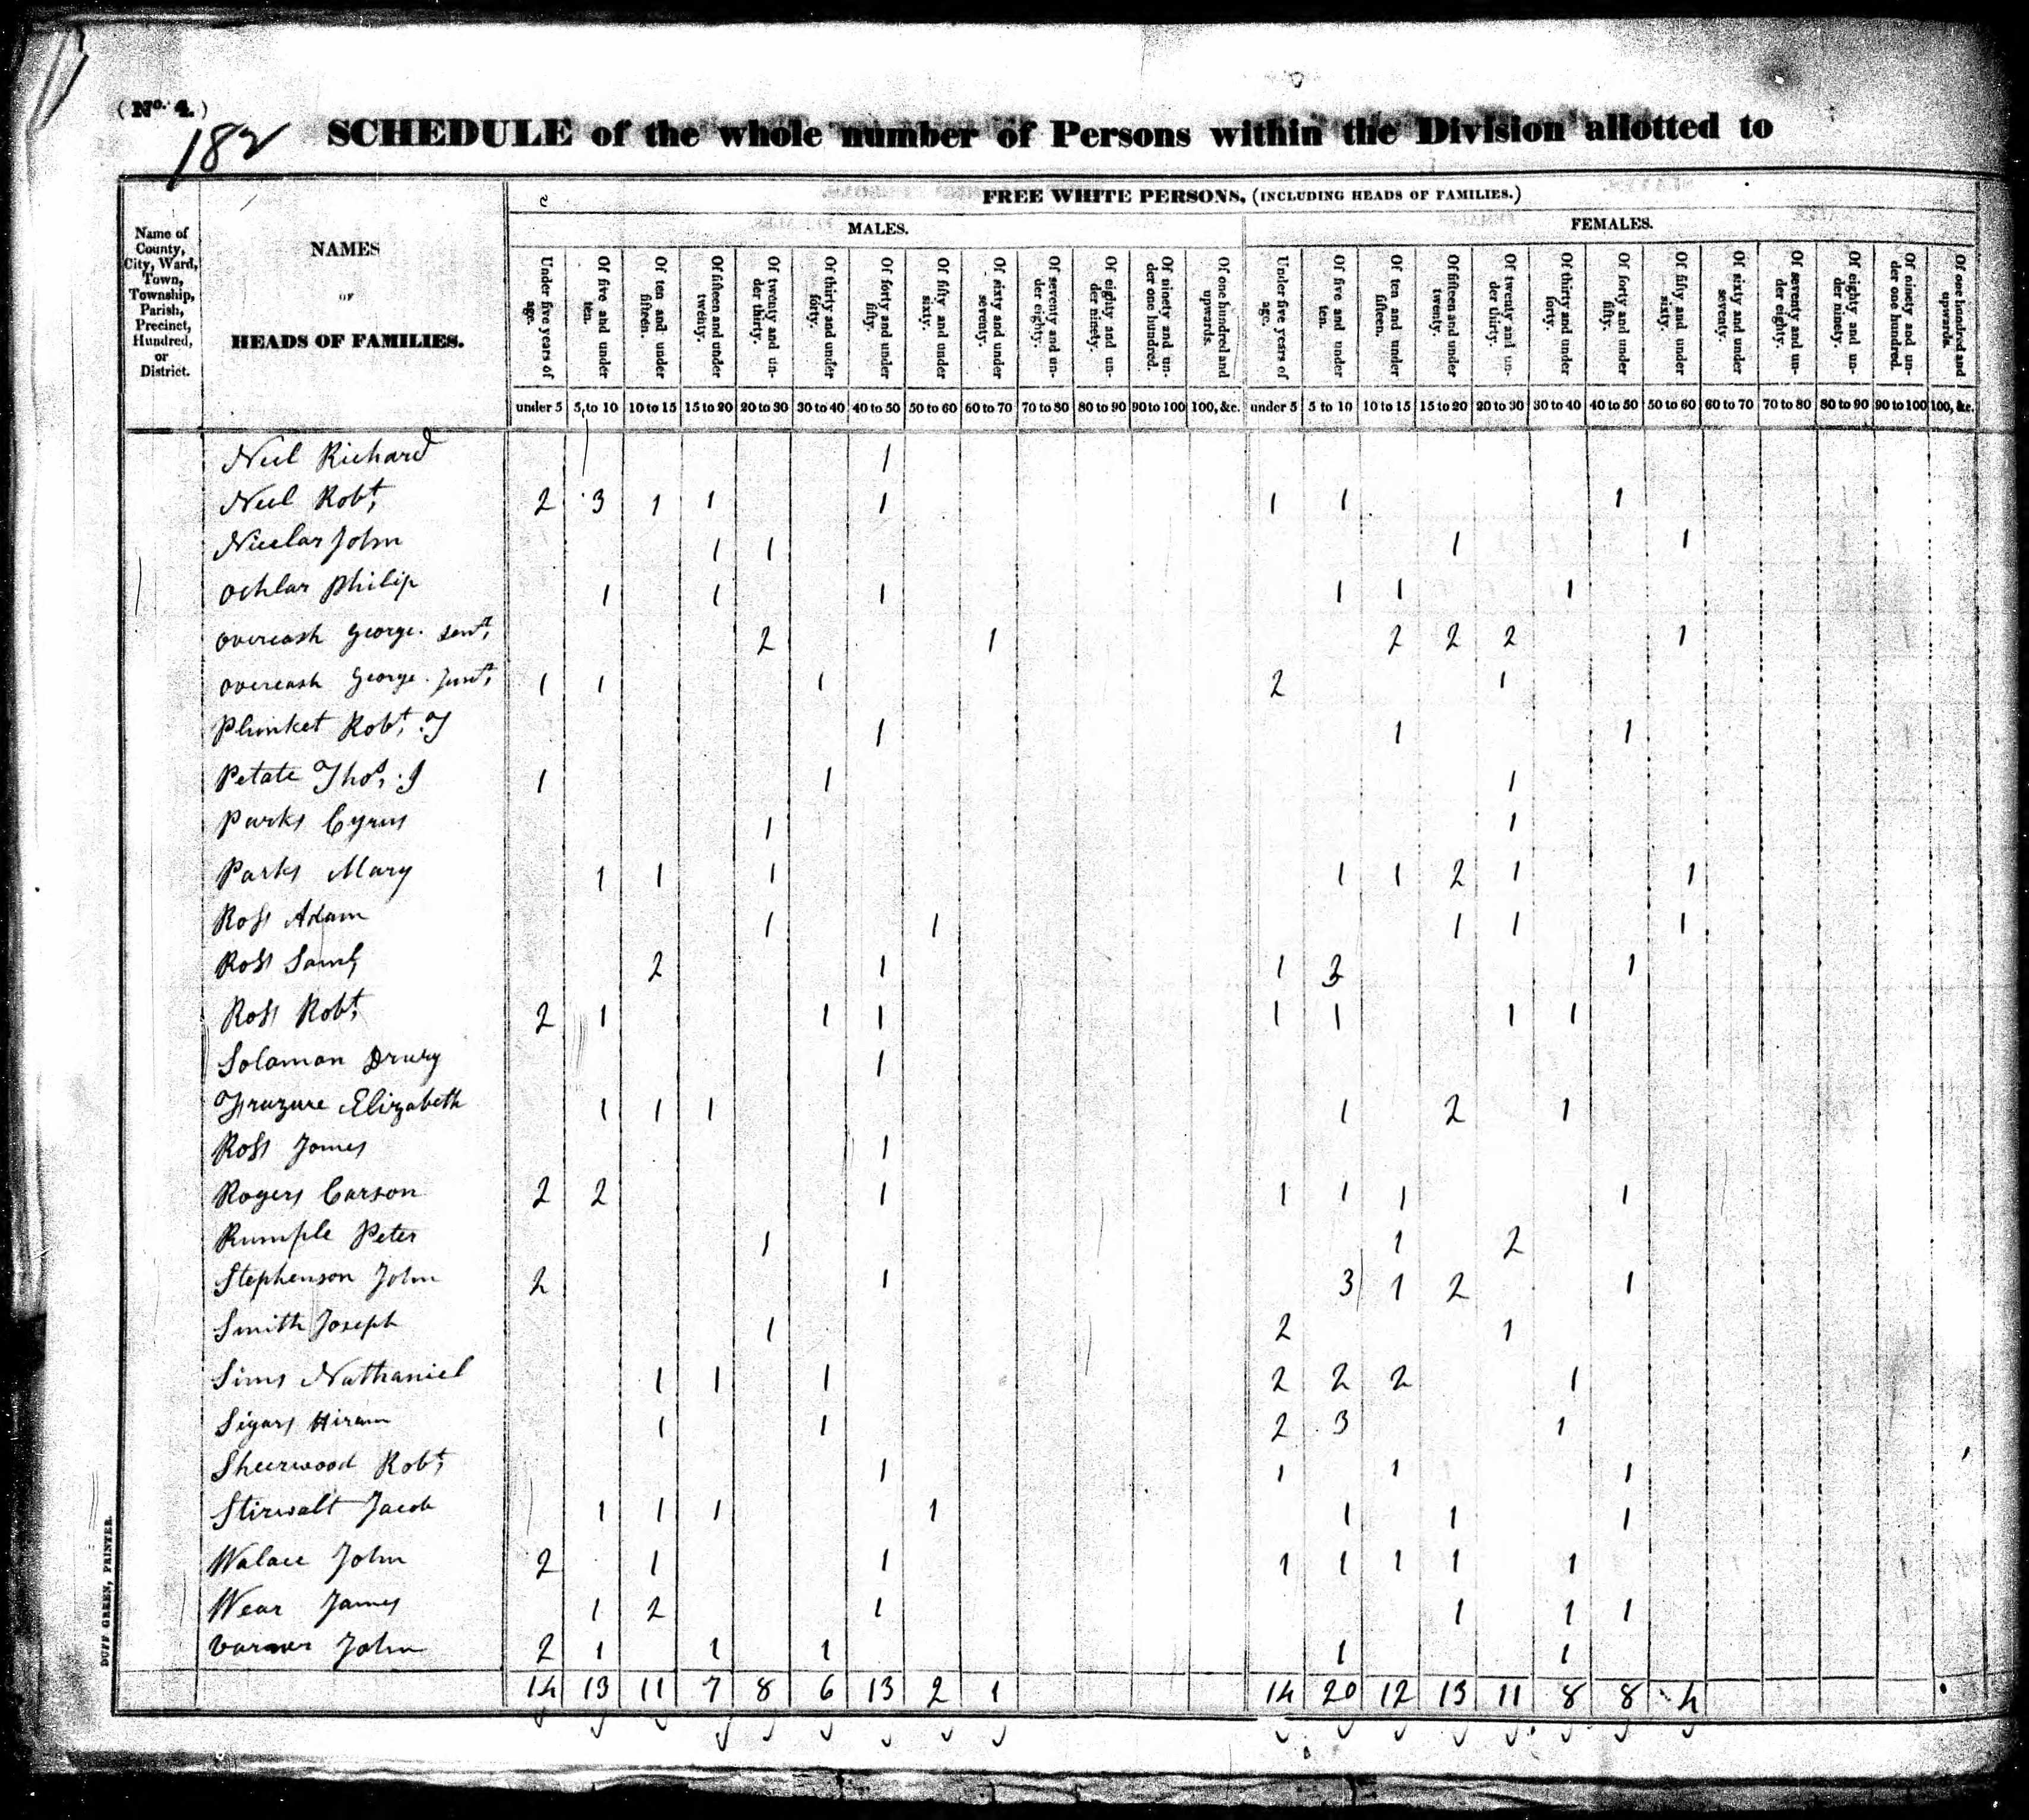 (No. 4.)
182
SCHEDULE of the whole number of Persons within the Division allotted to
Name of County, City, Ward, Town, Township, Parish, Precinct, Hundred, or District.
NAMES OF HEADS OF FAMILIES.
FREE WHITE PERSONS, (INCLUDING HEADS OF FAMILIES.)
MALES. FEMALES.
Under five years of age. Of five and under ten. Of ten and under fifteen. Of fifteen and under twenty. Of twenty and under thirty. Of thirty and under forty. Of forty and under fifty. Of fifty and under sixty. Of sixty and under seventy. Of seventy and under eighty. Of eighty and under ninety. Of ninety and under one hundred. Of one hundred and upwards. Under five years of age. Of five and under ten. Of ten and under fifteen. Of fifteen and under twenty. Of twenty and under thirty. Of thirty and under forty. Of forty and under fifty. Of fifty and under sixty. Of sixty and under seventy. Of seventy and under eighty. Of eighty and under ninety. Of ninety and under one hundred. Of one hundred and upwards.
under 5 5 to 10 10 to 15 15 to 20 20 to 30 30 to 40 40 to 50 50 to 60 60 to 70 70 to 80 80 to 90 90 to 100 100, &c. under 5 5 to 10 10 to 15 15 to 20 20 to 30 30 to 40 40 to 50 50 to 60 60 to 70 70 to 80 80 to 90 90 to 100 100, &c.
Neel Richard 1
Neel Robt, 2 3 1 1 1 1 1 1
John 1 1 1 1
Ochlar Philip 1 1 1 1 1 1
Overcash George. Senr, 2 1 2 2 2 1
Overcash George. Junr, 1 1 1 2 1
Plunket Robt, T 1 1 1
Petate Thos, J 1 1 1
Parks Cyrus 1 1
Parks Mary 1 1 1 1 1 2 1 1
Ross Adam 1 1 1 1 1
Ross Saml, 2 1 1 3 1
Ross Robt, 2 1 1 1 1 1 1 1
Solaman Drury 1
Elizabeth 1 1 1 1 2 1
Ross James 1
Rogers Carson 2 2 1 1 1 1 1
Rumple Peter 1 1 2
Stephenson John 2 1 3 1 2 1
Smith Joseph 1 2 1
Sims Nathaniel 1 1 1 2 2 2 1
Sigars Hiram 1 1 2 3 1
Sheerwood Robt, 1 1 1 1
Stirwalt Jacob 1 1 1 1 1 1 1
Walace John 2 1 1 1 1 1 1 1
Wear James 1 2 1 1 1 1
Varner John 2 1 1 1 1 1
14 13 11 7 8 6 13 2 1 14 20 12 13 11 8 8 4
DUFF GREEN, PRINTER.